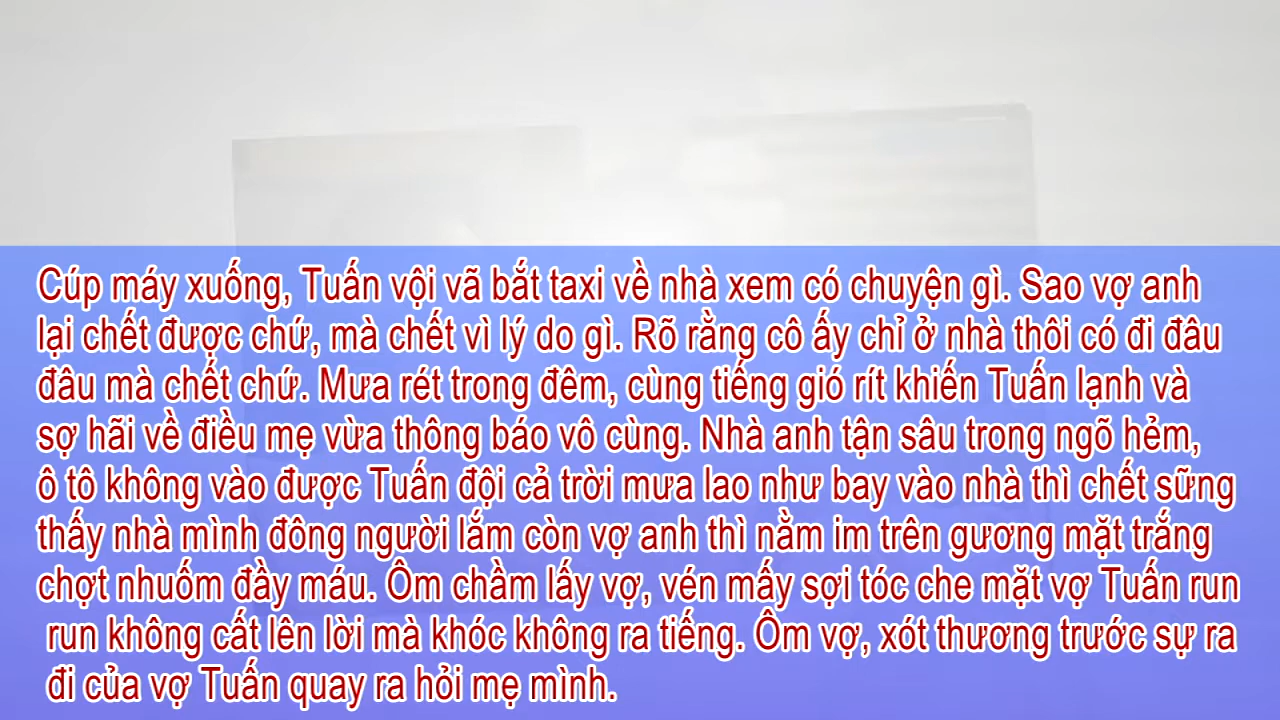 Cúp máy xuống, Tuấn vội vã bắt taxi về nhà xem có chuyện gì. Sao vợ anh
lại chết được chứ, mà chết vì lý do gì. Rõ rằng cô ấy chỉ ở nhà thôi có đi đâu
đâu mà chết chứ. Mưa rét trong đêm, cùng tiếng gió rít khiến Tuấn lạnh và
sợ hãi về điều mẹ vừa thông báo vô cùng. Nhà anh tận sâu trong ngõ hẻm,
ô tô không vào được Tuấn đội cả trời mưa lao như bay vào nhà thì chết sững
thấy nhà mình đông người lắm còn vợ anh thì nằm im trên gương mặt trắng
chợt nhuốm đầy máu. Ôm chầm lấy vợ, vén mấy sợi tóc che mặt vợ Tuấn run
run không cất lên lời mà khóc không ra tiếng. Ôm vợ, xót thương trước sự ra
đi của vợ Tuấn quay ra hỏi mẹ mình.